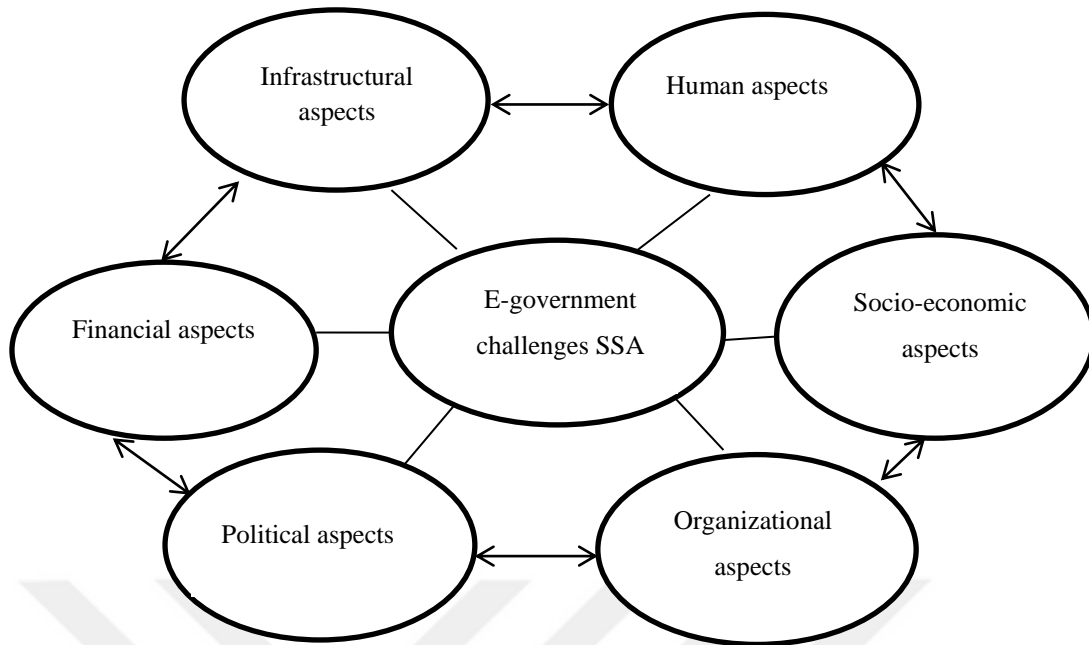 Infrastructural
aspects
Human aspects
E-government
challenges SSA
Socio-economic
aspects
Financial aspects
Political aspects
Organizational
aspects